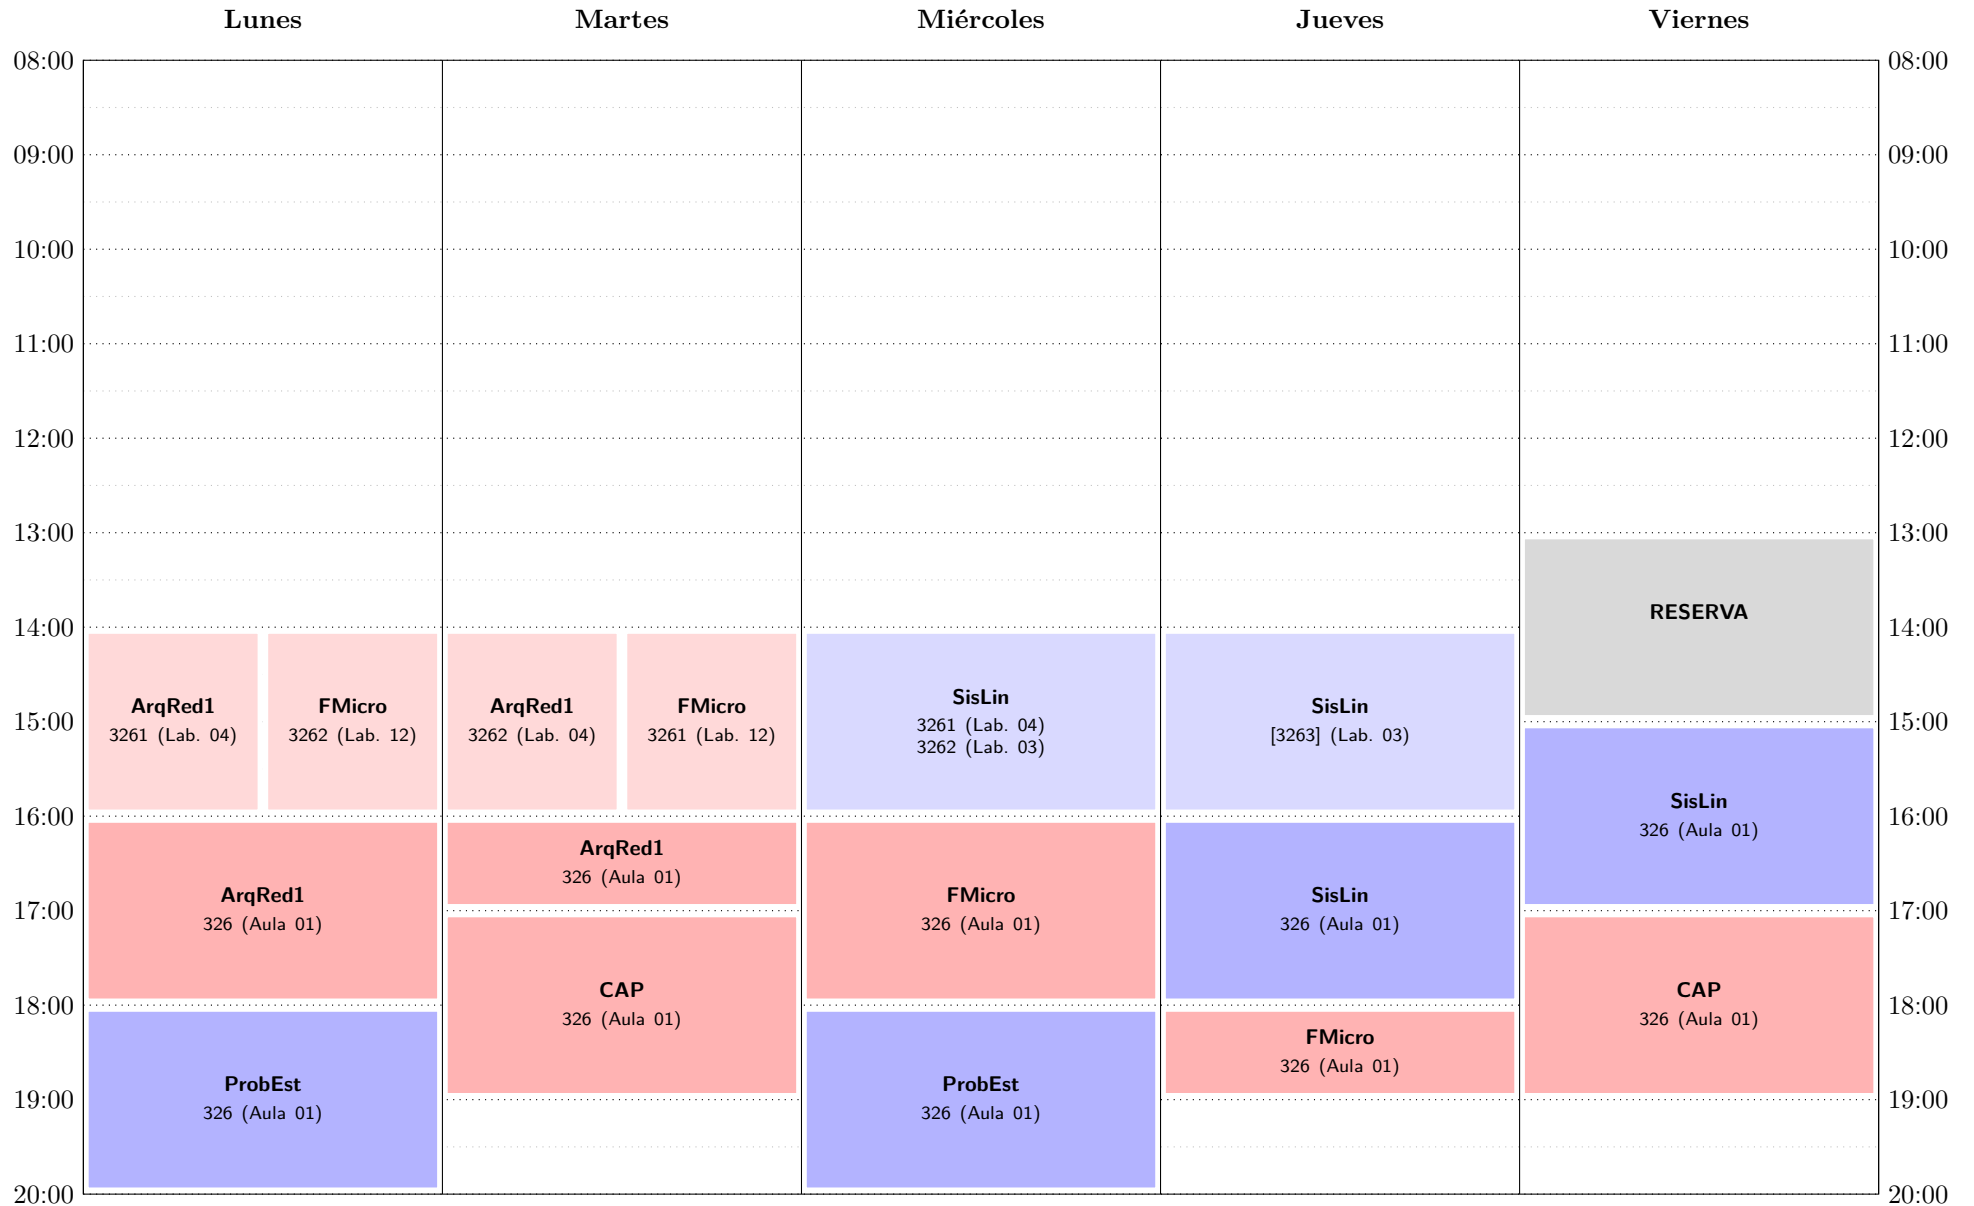 Lunes Martes Miércoles Jueves Viernes
08:00 08:00
09:00 09:00
10:00 10:00
11:00 11:00
12:00 12:00
13:00 13:00
RESERVA
14:00 14:00
SisLin
ArqRed1 FMicro ArqRed1 FMicro SisLin
3261 (Lab. 04)
15:00 15:00
3261 (Lab. 04) 3262 (Lab. 12) 3262 (Lab. 04) 3261 (Lab. 12) [3263] (Lab. 03)
3262 (Lab. 03)
SisLin
16:00 16:00
326 (Aula 01)
ArqRed1
326 (Aula 01)
ArqRed1 FMicro SisLin
17:00 17:00
326 (Aula 01) 326 (Aula 01) 326 (Aula 01)
CAP CAP
18:00 18:00
326 (Aula 01) 326 (Aula 01)
FMicro
326 (Aula 01)
ProbEst ProbEst
19:00 19:00
326 (Aula 01) 326 (Aula 01)
20:00 20:00